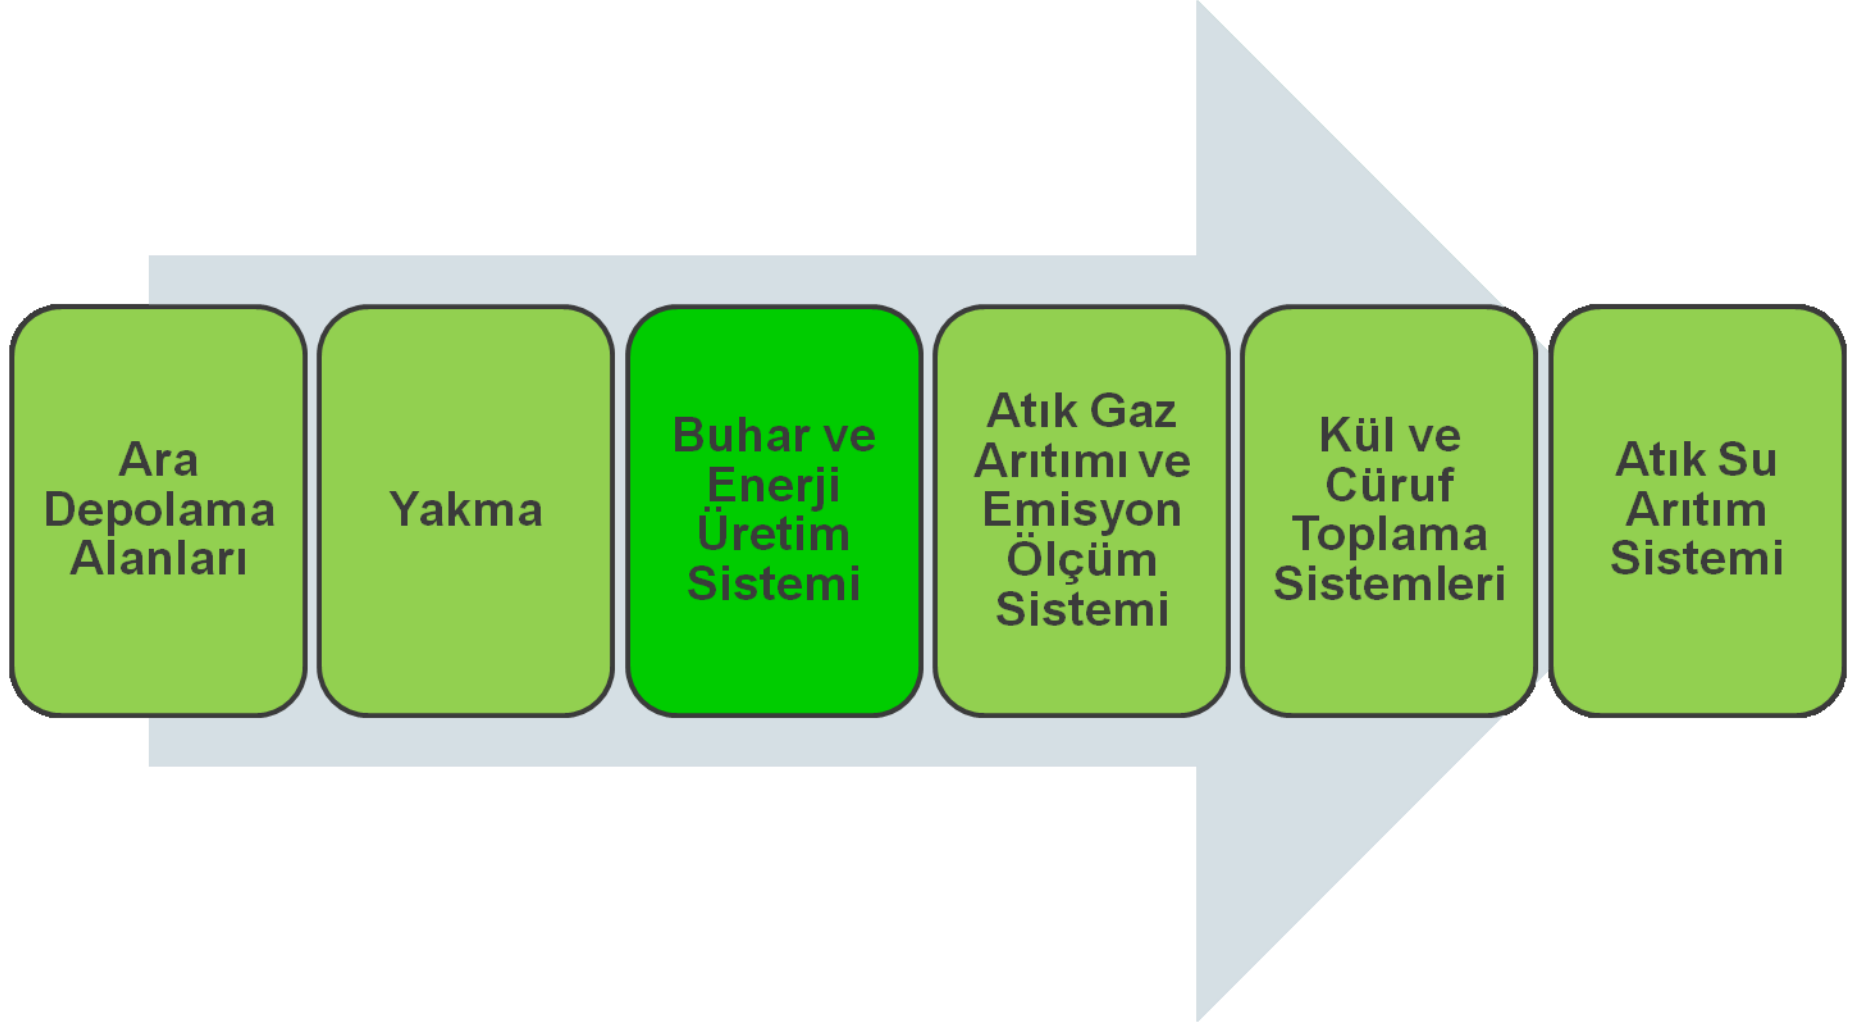 Ara
Depolama
Alanları
Yakma
Buhar ve
Enerji
Üretim
Sistemi
Atık Gaz
Arıtımı ve
Emisyon
Ölçüm
Sistemi
Kül ve
Cüruf
Toplama
Sistemleri
Atık Su
Arıtım
Sistemi